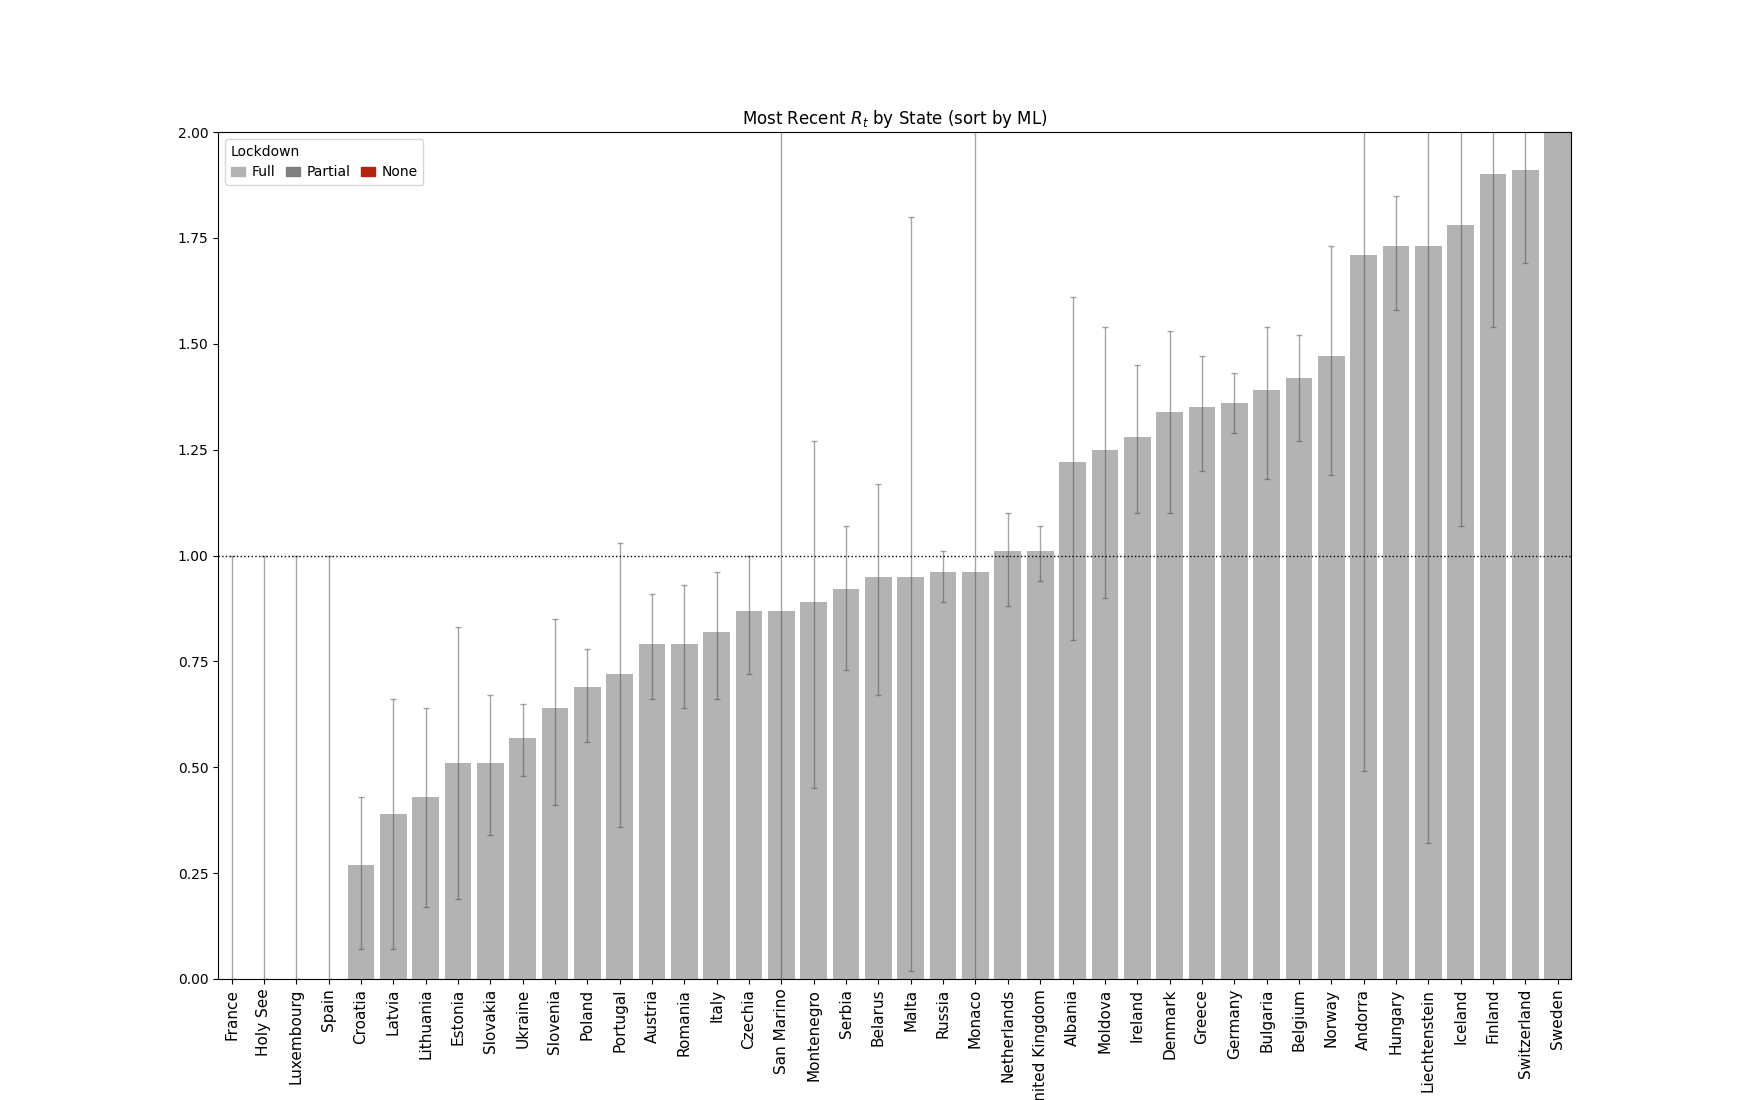 Most Recent R_t by State (sort by ML)
Lockdown
Full Partial None
2.00
1.75
1.50
1.25
1.00
0.75
0.50
0.25
0.00
France
Holy See
Luxembourg
Spain
Croatia
Latvia
Lithuania
Estonia
Slovakia
Ukraine
Slovenia
Poland
Portugal
Austria
Romania
Italy
Czechia
San Marino
Montenegro
Serbia
Belarus
Malta
Russia
Monaco
Netherlands
nited Kingdom
Albania
Moldova
Ireland
Denmark
Greece
Germany
Bulgaria
Belgium
Norway
Andorra
Hungary
Liechtenstein
Iceland
Finland
Switzerland
Sweden